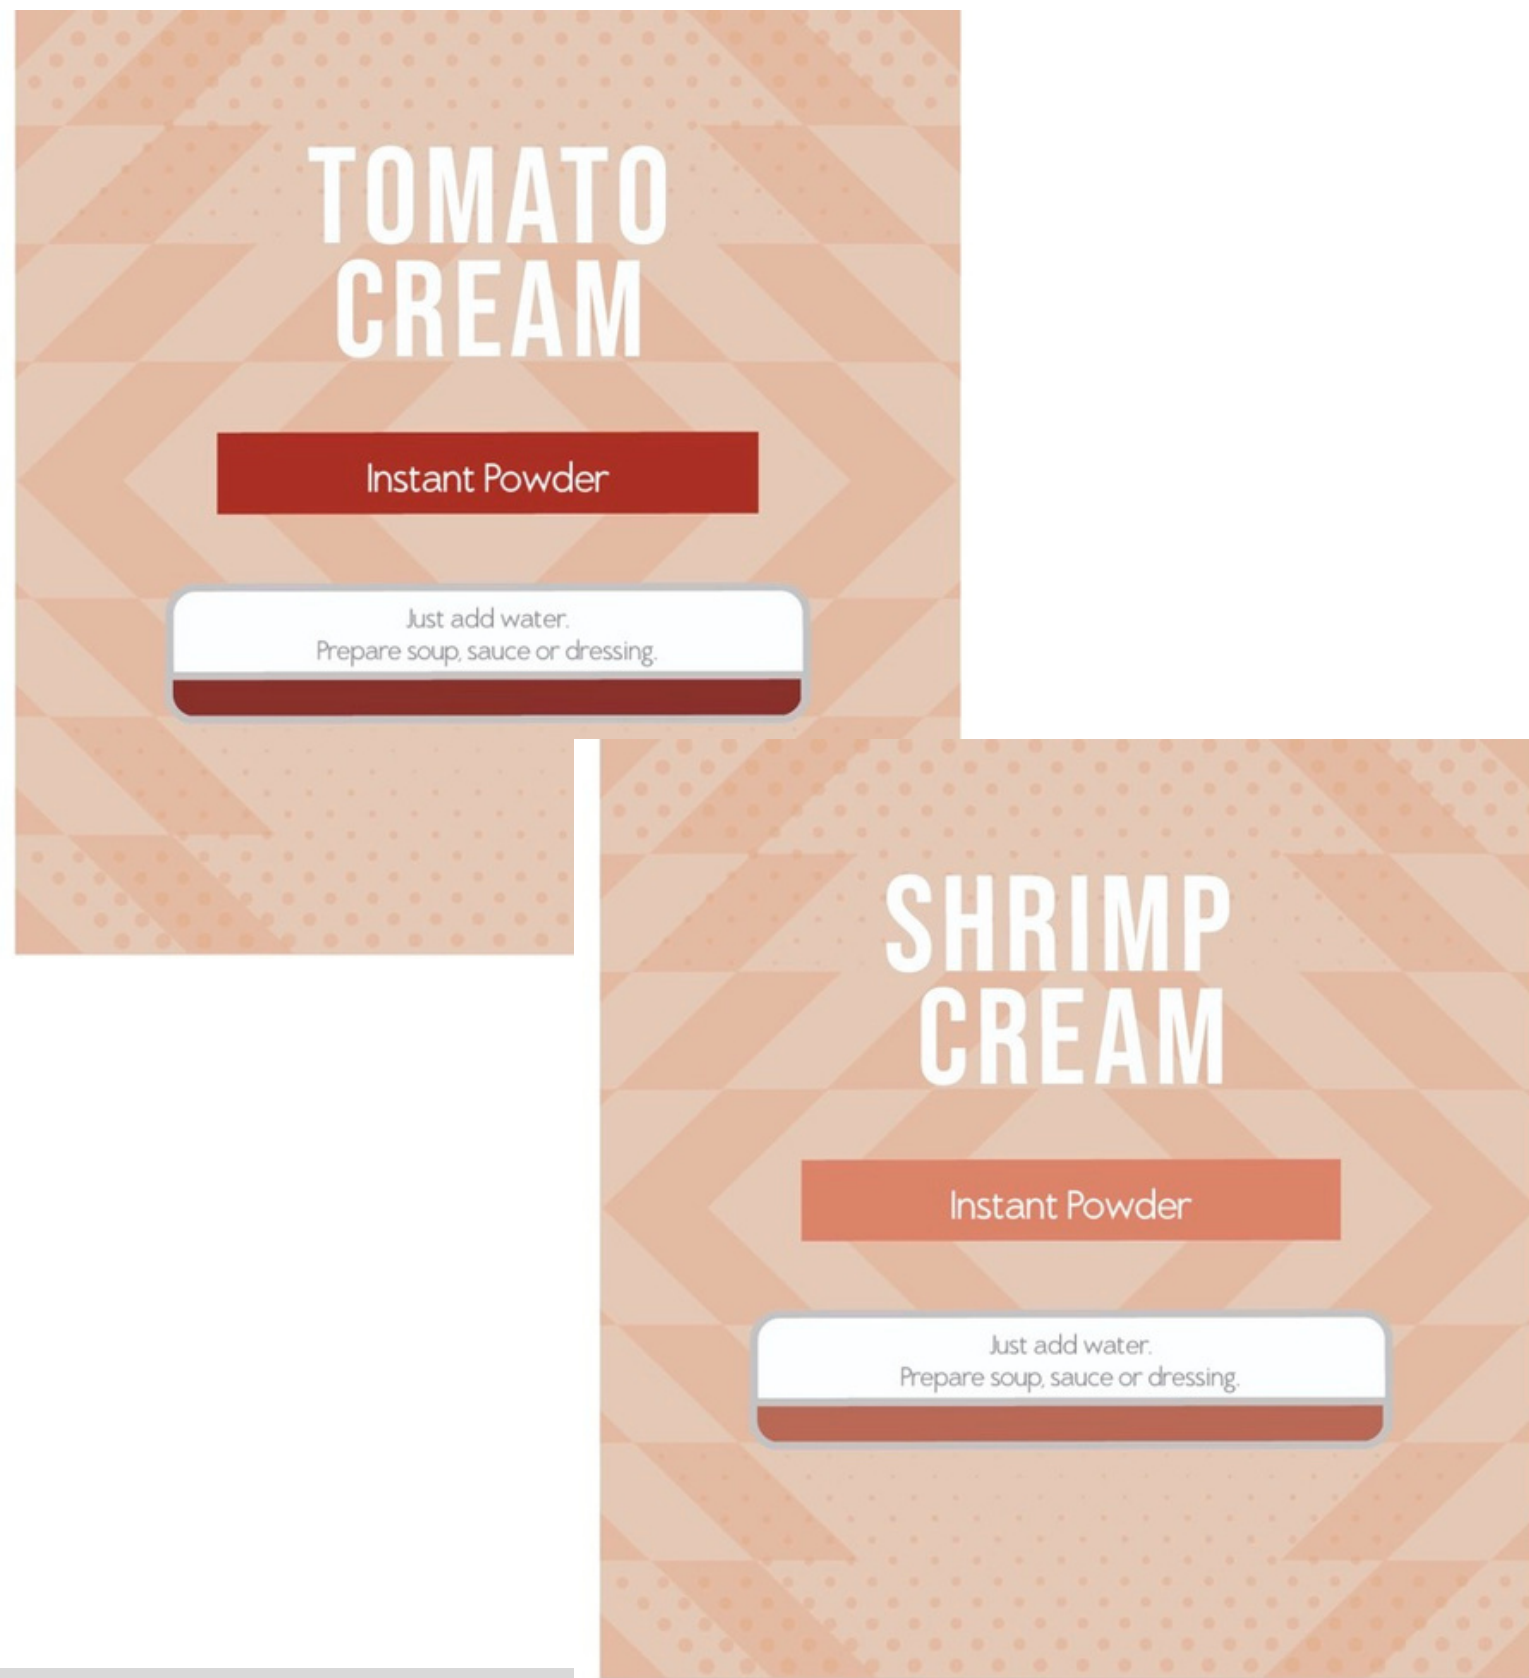 TOMATO
CREAM
Instant Powder
Just add water.
Prepare soup, sauce or dressing.
SHRIMP
CREAM
Instant Powder
Just add water.
Prepare soup, sauce or dressing.